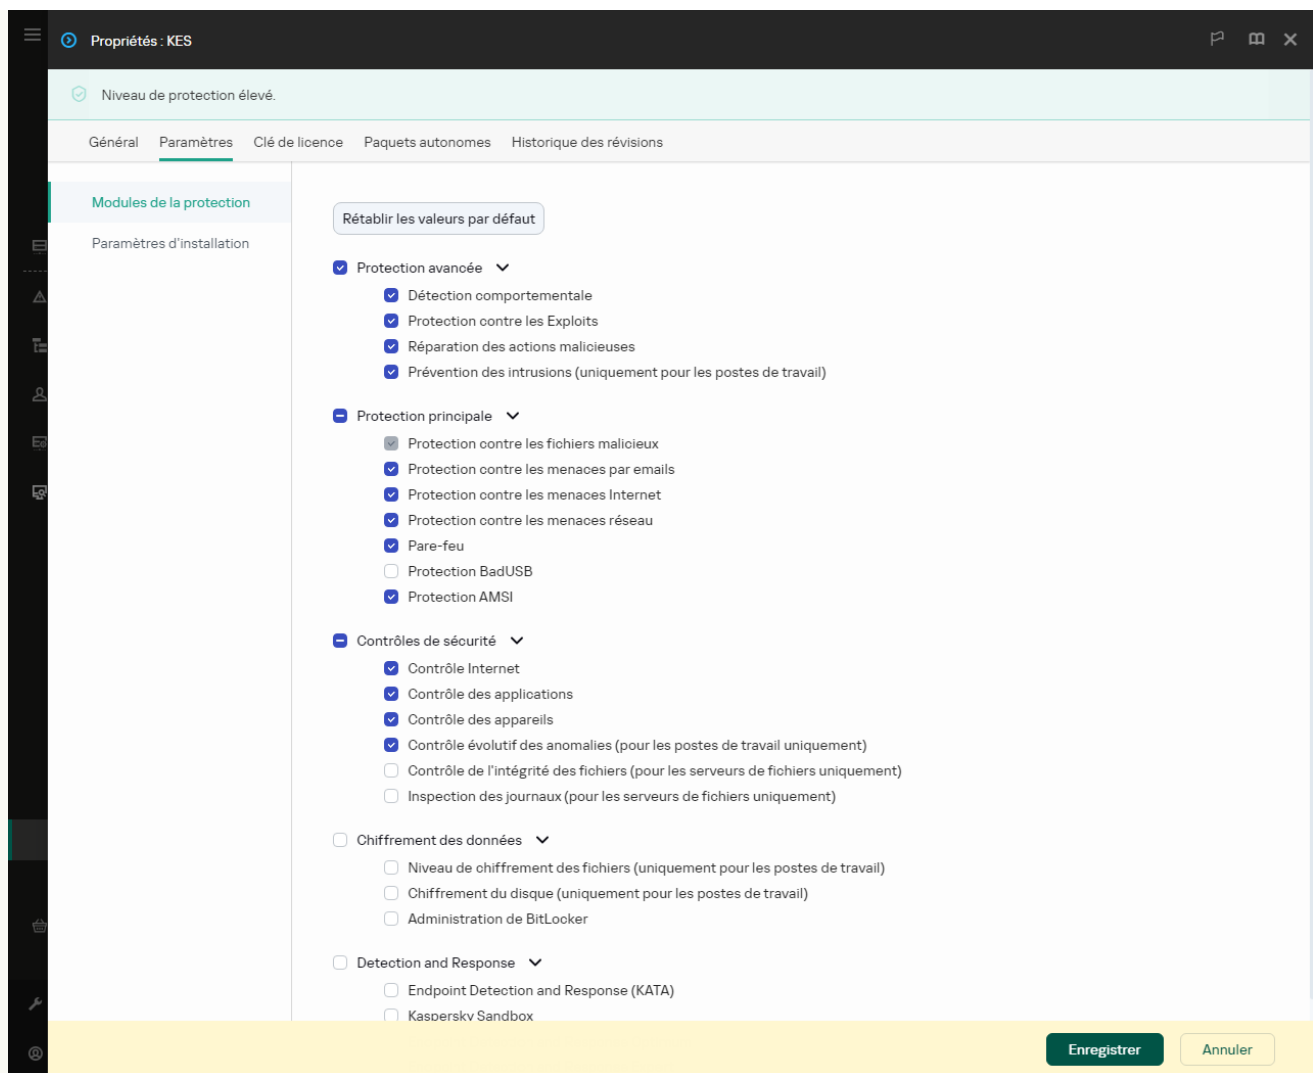 Propriétés : KES
Niveau de protection élevé.
Général Paramètres Clé de licence Paquets autonomes Historique des révisions
Modules de la protection
Paramètres d'installation
Rétablir les valeurs par défaut
Protection avancée
Détection comportementale
Protection contre les Exploits
Réparation des actions malicieuses
Prévention des intrusions (uniquement pour les postes de travail)
Protection principale
Protection contre les fichiers malicieux
Protection contre les menaces par emails
Protection contre les menaces Internet
Protection contre les menaces réseau
Pare-feu
Protection BadUSB
Protection AMSI
Contrôles de sécurité
Contrôle Internet
Contrôle des applications
Contrôle des appareils
Contrôle évolutif des anomalies (pour les postes de travail uniquement)
Contrôle de l'intégrité des fichiers (pour les serveurs de fichiers uniquement)
Inspection des journaux (pour les serveurs de fichiers uniquement)
Chiffrement des données
Niveau de chiffrement des fichiers (uniquement pour les postes de travail)
Chiffrement du disque (uniquement pour les postes de travail)
Administration de BitLocker
Detection and Response
Endpoint Detection and Response (KATA)
Kaspersky Sandbox
Enregistrer Annuler